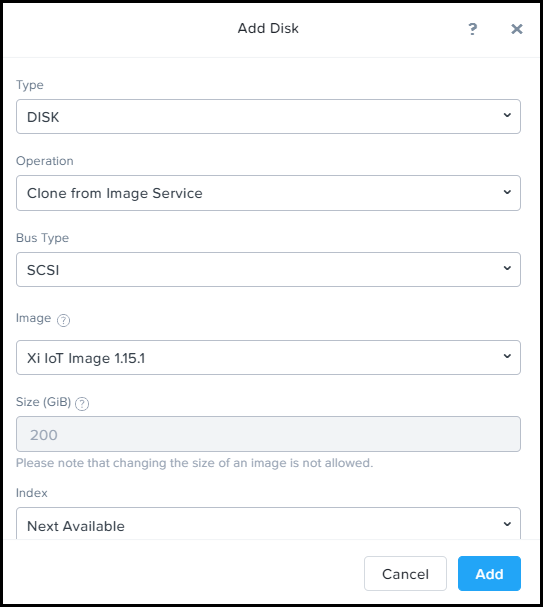 Add Disk ? ×
Type
DISK
Operation
Clone from Image Service
Bus Type
SCSI
Image ?
Xi IoT Image 1.15.1
Size (GiB) ?
200
Please note that changing the size of an image is not allowed.
Index
Next Available
Cancel Add